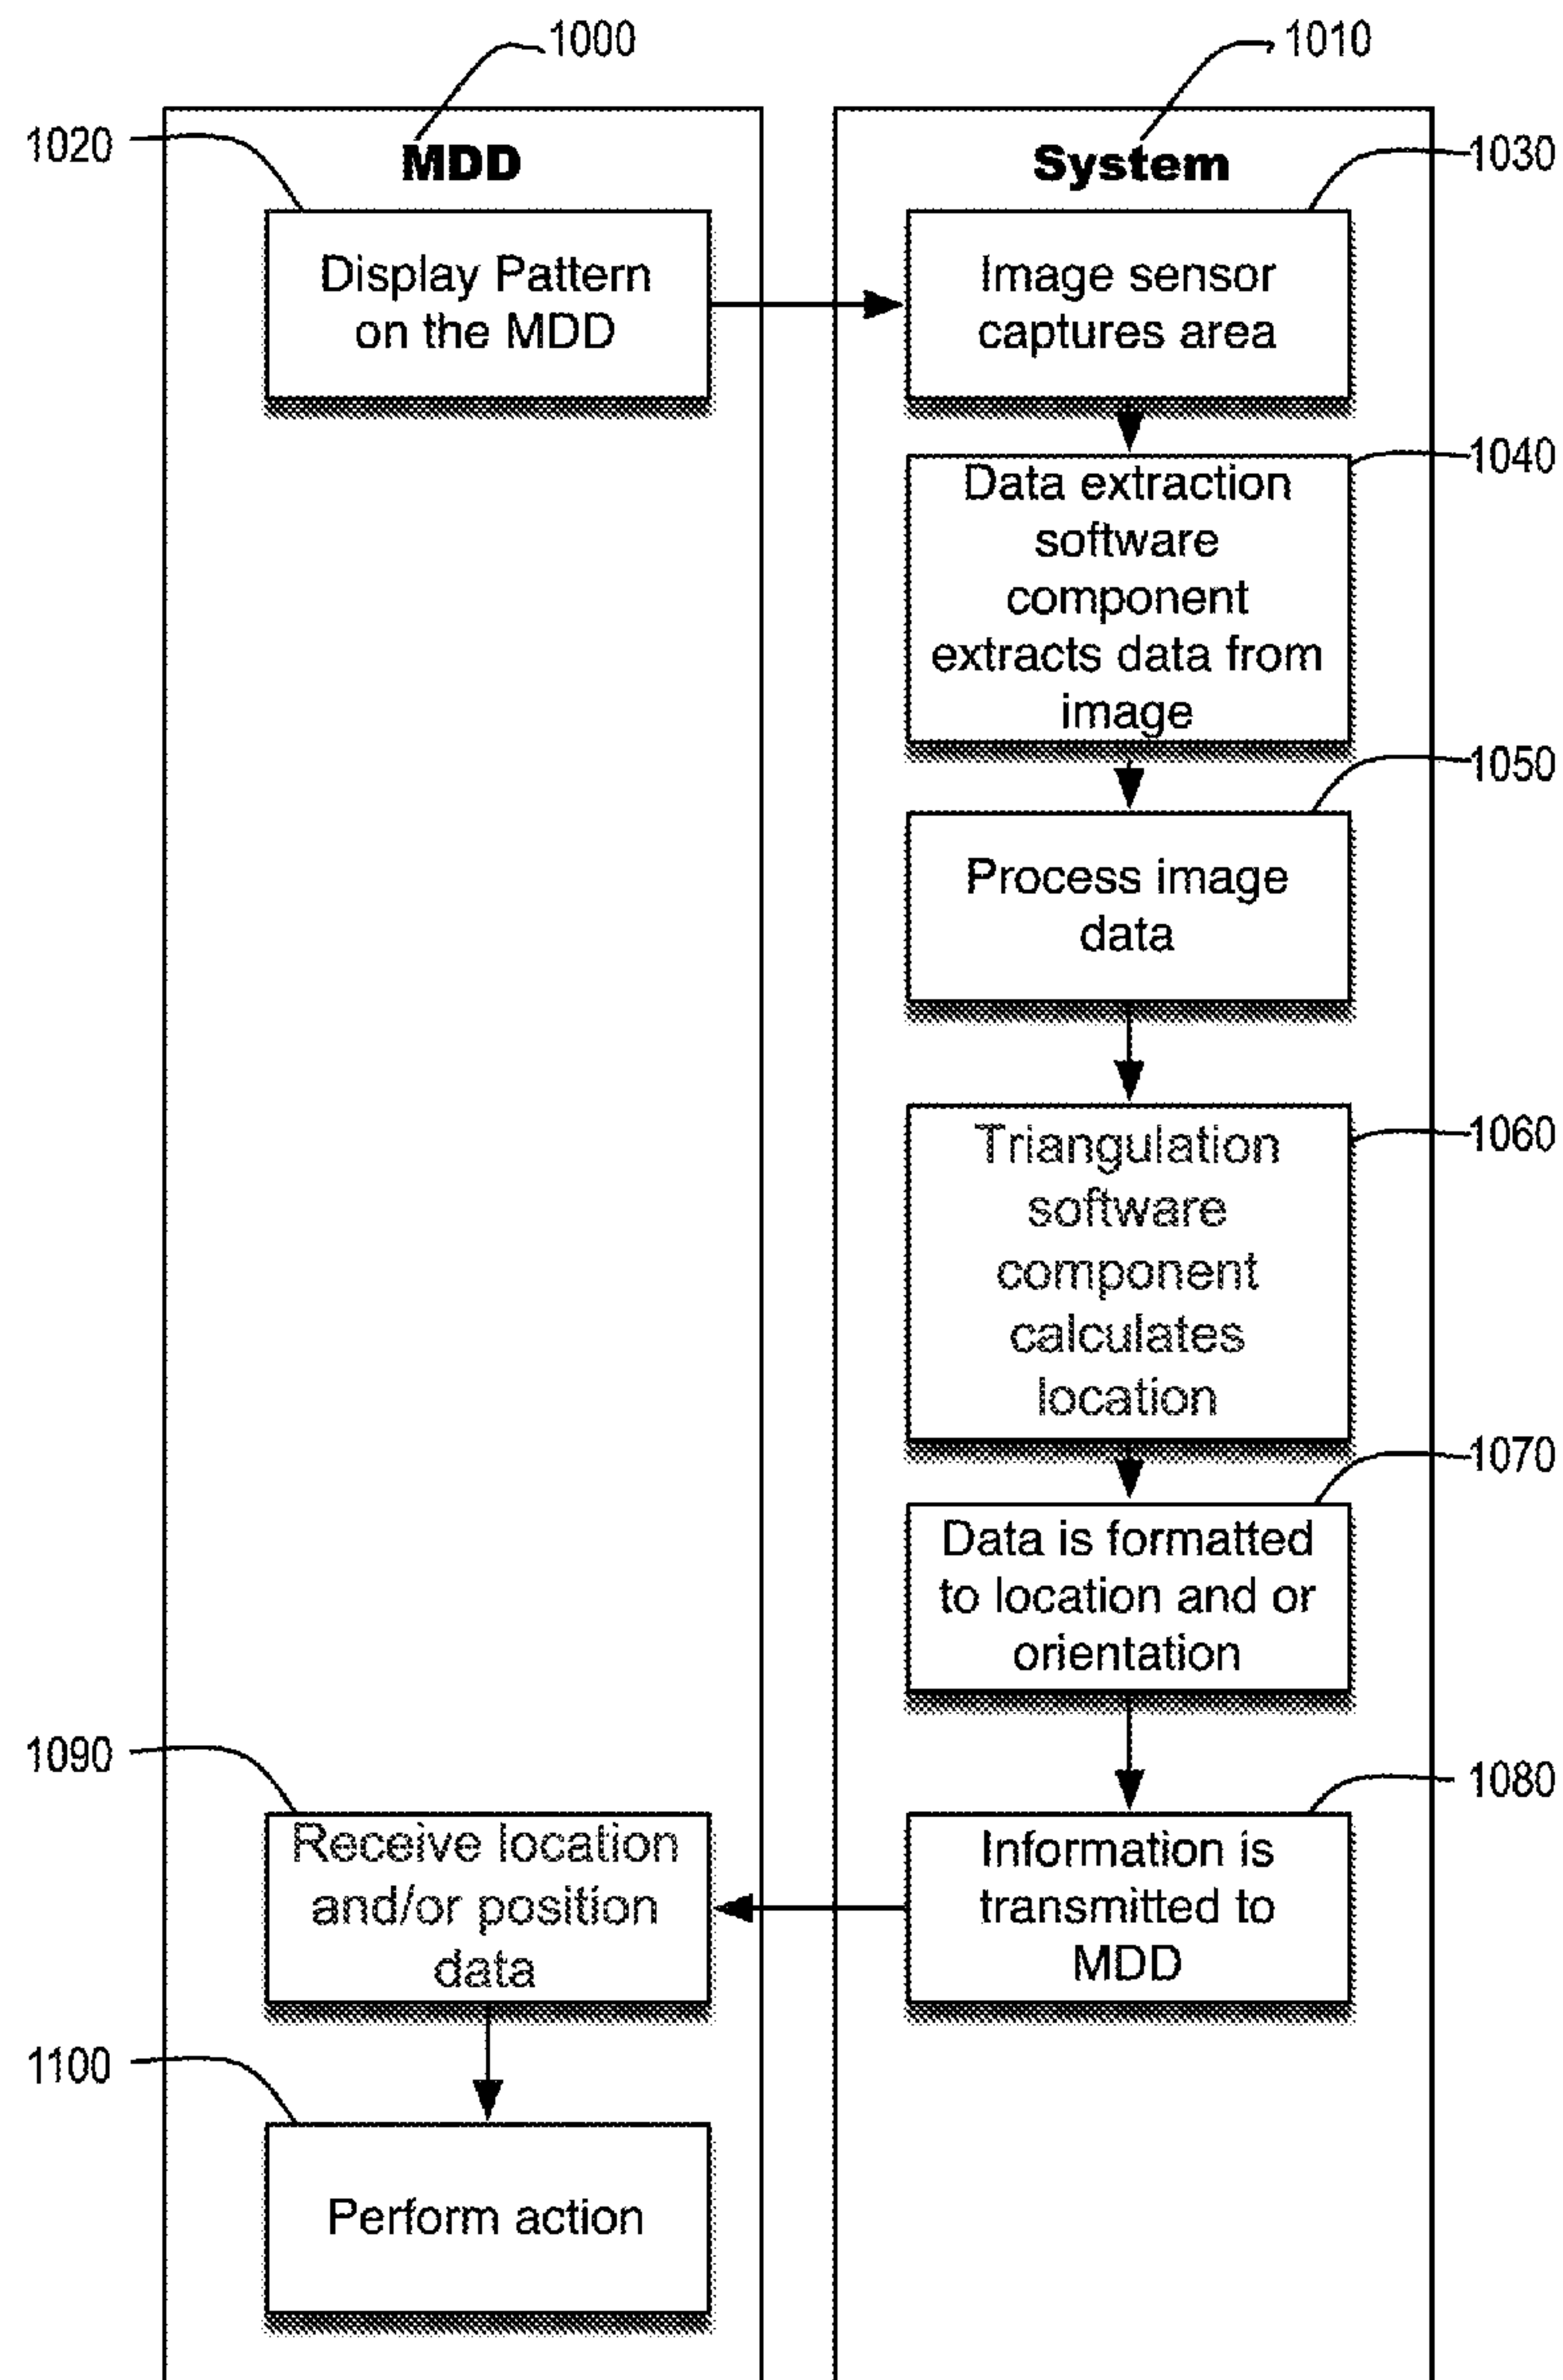 1000
1010
1020
MDD
System
1030
Display Pattern
on the MDD
Image sensor
captures area
1040
Data extraction
software
component
extracts data from
image
1050
Process image
data
1060
Triangulation
software
component
calculates
location
1070
Data is formatted
to location and or
orientation
1090
1080
Receive location
and/or position
data
Information is
transmitted to
MDD
1100
Perform action